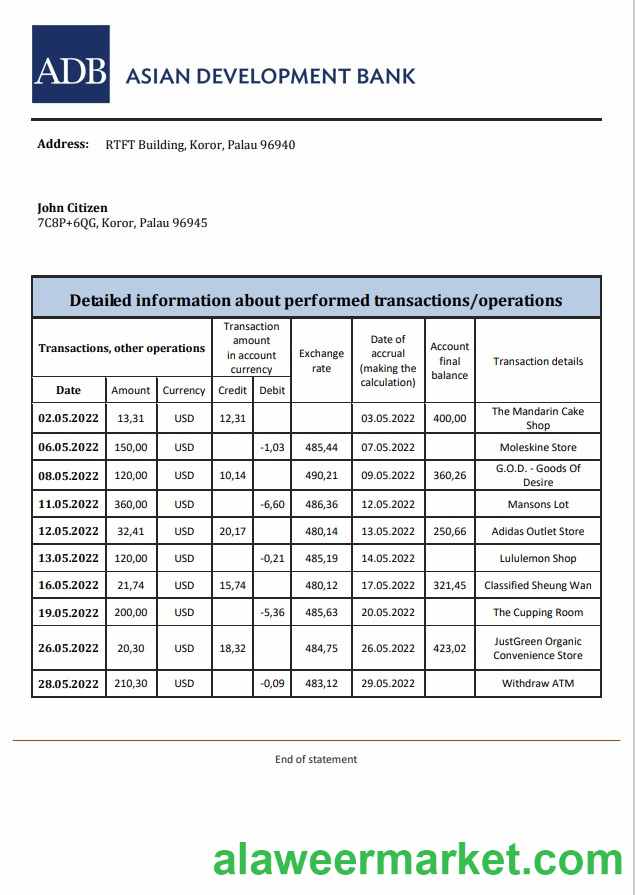 ADB ASIAN DEVELOPMENT BANK
Address: RTFT Building, Koror, Palau 96940
John Citizen
7C8P+6QG, Koror, Palau 96945
Detailed information about performed transactions/operations
Transactions, other operations
Transaction
amount
in account
currency
Exchange
rate
Date of
accrual
(making the
calculation)
Account
final
balance
Transaction details
Date Amount Currency Credit Debit
02.05.2022 13,31 USD 12,31 03.05.2022 400,00 The Mandarin Cake
Shop
06.05.2022 150,00 USD -1,03 485,44 07.05.2022 Moleskine Store
08.05.2022 120,00 USD 10,14 490,21 09.05.2022 360,26 G.O.D. - Goods Of
Desire
11.05.2022 360,00 USD -6,60 486,36 12.05.2022 Mansons Lot
12.05.2022 32,41 USD 20,17 480,14 13.05.2022 250,66 Adidas Outlet Store
13.05.2022 120,00 USD -0,21 485,19 14.05.2022 Lululemon Shop
16.05.2022 21,74 USD 15,74 480,12 17.05.2022 321,45 Classified Sheung Wan
19.05.2022 200,00 USD -5,36 485,63 20.05.2022 The Cupping Room
26.05.2022 20,30 USD 18,32 484,75 26.05.2022 423,02 JustGreen Organic
Convenience Store
28.05.2022 210,30 USD -0,09 483,12 29.05.2022 Withdraw ATM
End of statement
alaweermarket.com